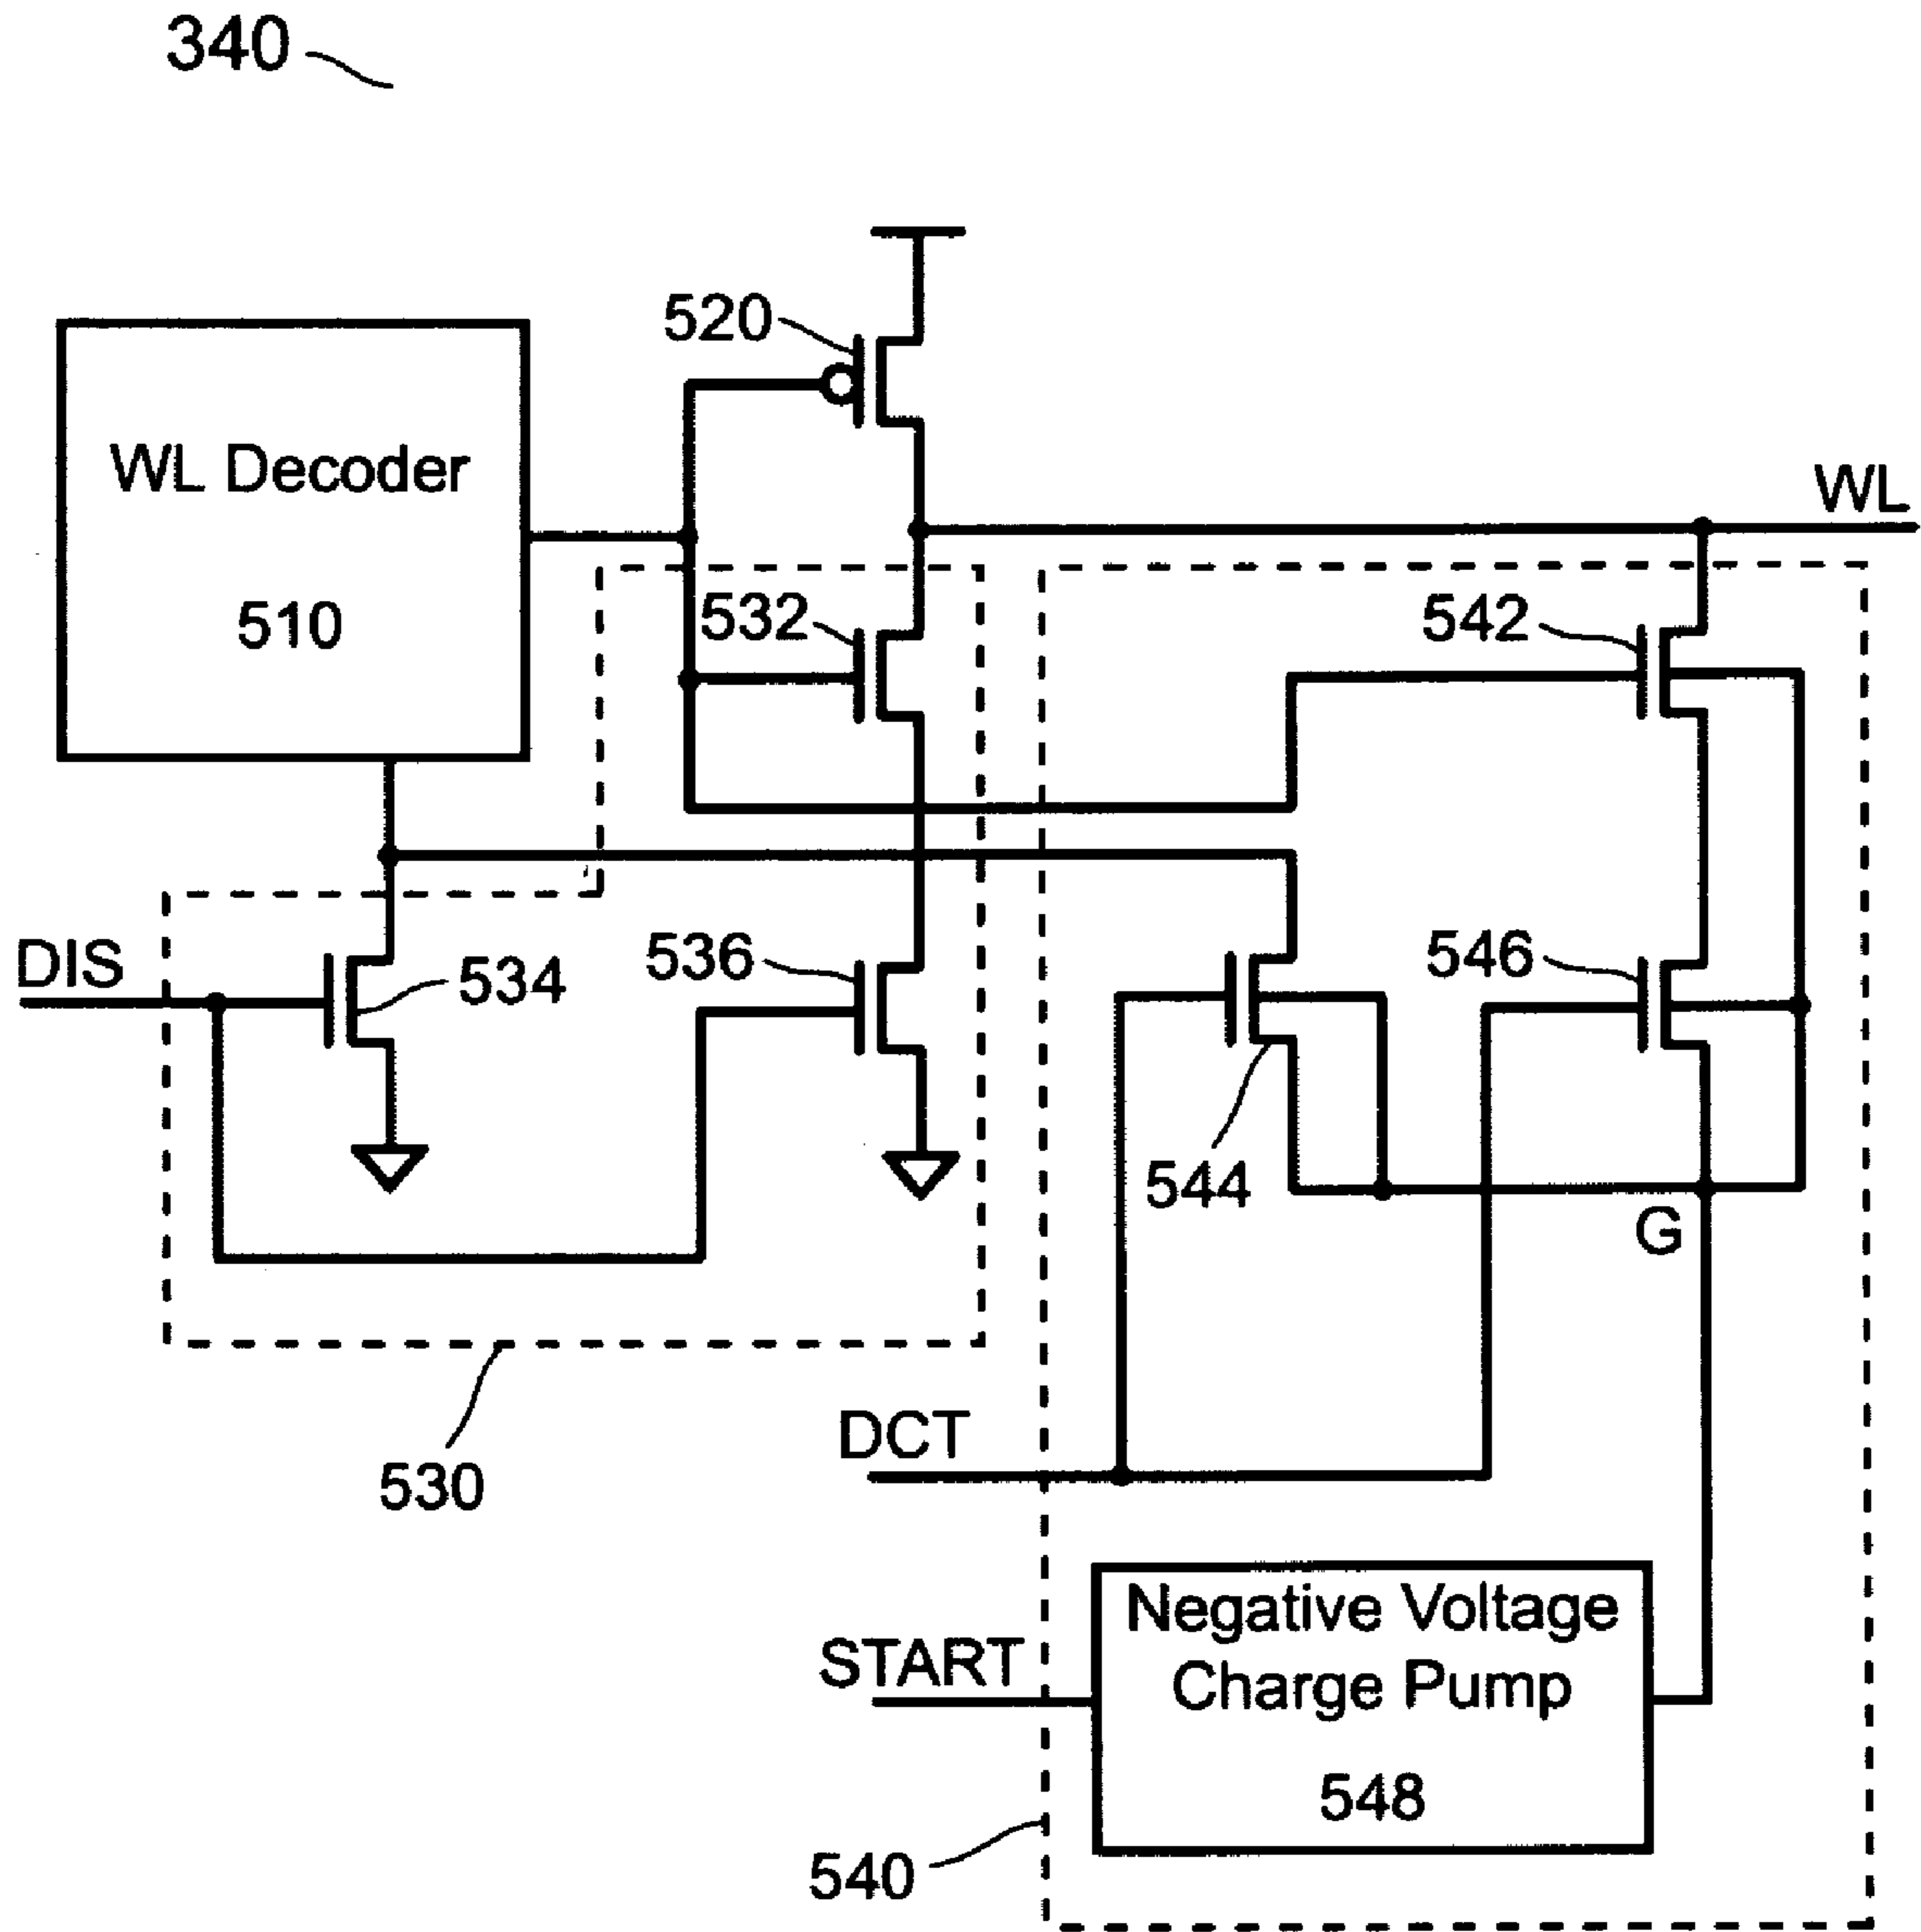 340
520
WL Decoder
510
WL
532
542
DIS
534
536
546
544
G
530
DCT
START
Negative Voltage
Charge Pump
548
540